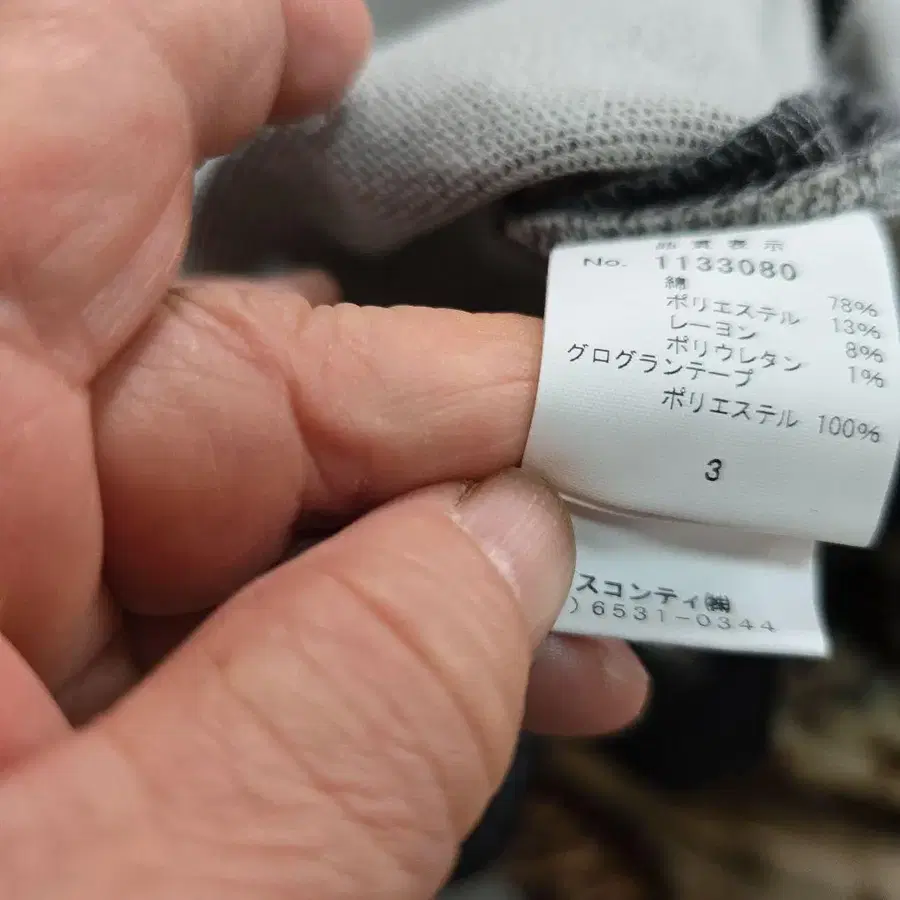 品質表示
No. 1133080
綿 78%
ポリエステル 13%
レーヨン 8%
ポリウレタン 1%
グログランテープ
ポリエステル 100%
3
スコンティ㈱
) 6531-0344